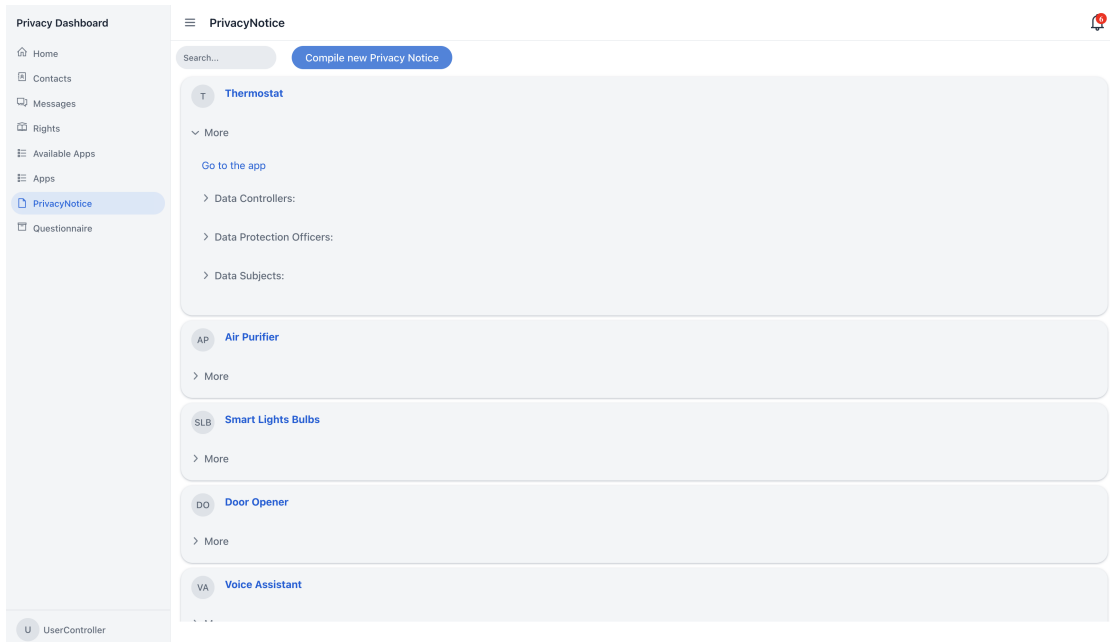 Privacy Dashboard
Home
Contacts
Messages
Rights
Available Apps
Apps
PrivacyNotice
Questionnaire
U UserController
PrivacyNotice
6
Search...
Compile new Privacy Notice
T Thermostat
More
Go to the app
Data Controllers:
Data Protection Officers:
Data Subjects:
AP Air Purifier
More
SLB Smart Lights Bulbs
More
DO Door Opener
More
VA Voice Assistant